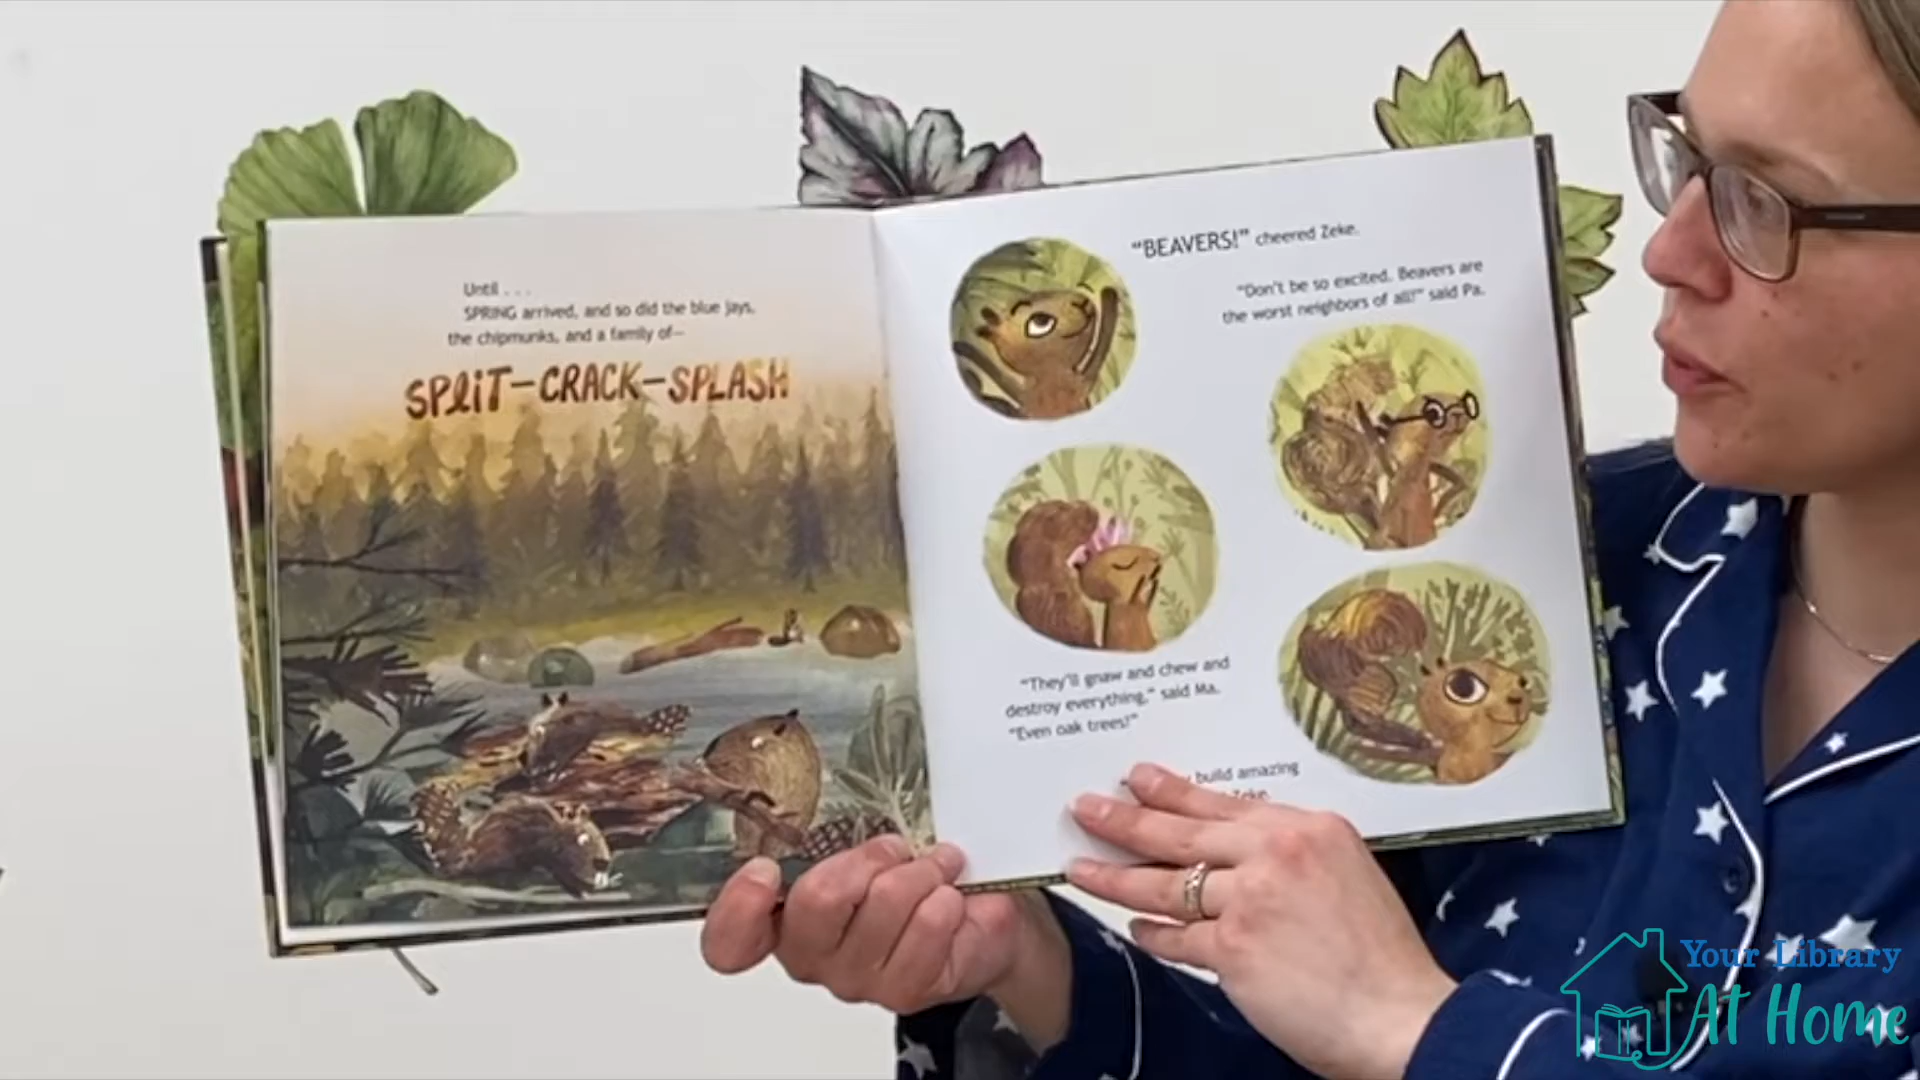 Until . . .
SPRING arrived, and so did the blue jays,
the chipmunks, and a family of—
SPLIT-CRACK-SPLASH
“BEAVERS!” cheered Zeke.
“Don’t be so excited. Beavers are
the worst neighbors of all!” said Pa.
“They’ll gnaw and chew and
destroy everything,” said Ma.
“Even oak trees!”
build amazing
Zeke.
Your Library
At Home